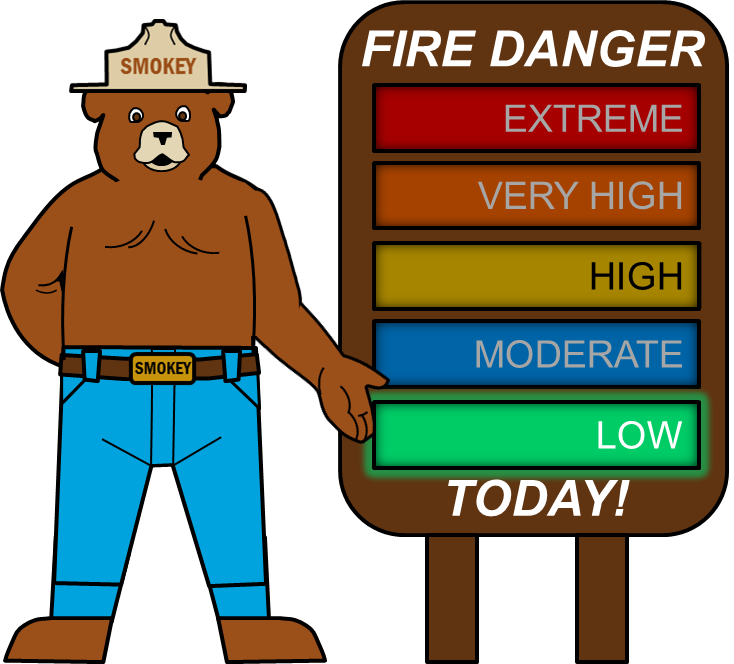 SMOKEY
FIRE DANGER
EXTREME
VERY HIGH
HIGH
MODERATE
SMOKEY
LOW
TODAY!